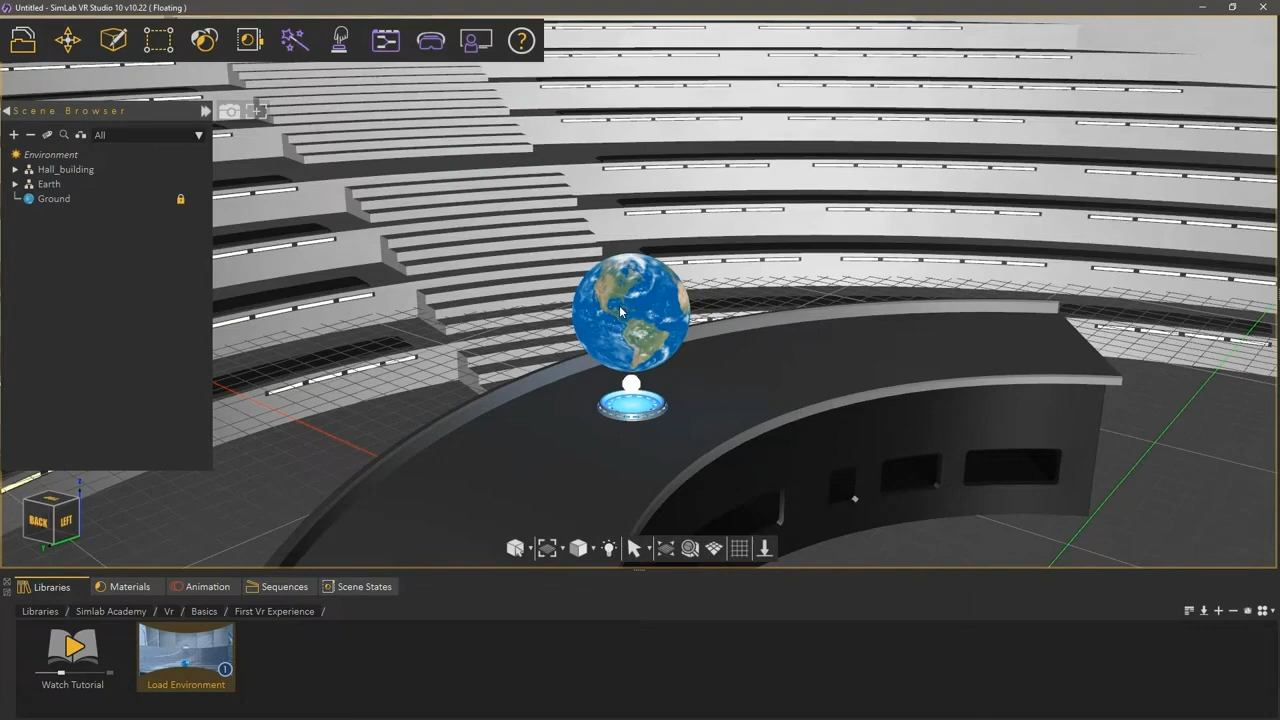 Untitled - SimLab VR Studio 10 v10.22 ( Floating )
?
Scene Browser
All
Environment
Hall_building
Earth
Ground
BACK LEFT
Libraries Materials Animation Sequences Scene States
Libraries / Simlab Academy / Vr / Basics / First Vr Experience /
Watch Tutorial
1
Load Environment